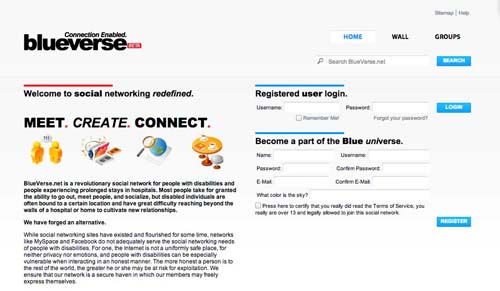 Sitemap | Help
Connection Enabled.
blueverse BETA
HOME WALL GROUPS
Search BlueVerse.net SEARCH
Welcome to social networking redefined.
MEET. CREATE. CONNECT.
BlueVerse.net is a revolutionary social network for people with disabilities and
people experiencing prolonged stays in hospitals. Most people take for granted
the ability to go out, meet people, and socialize, but disabled individuals are
often bound to a certain location and have great difficulty reaching beyond the
walls of a hospital or home to cultivate new relationships.
We have forged an alternative.
While social networking sites have existed and flourished for some time, networks
like MySpace and Facebook do not adequately serve the social networking needs
of people with disabilities. For one, the Internet is not a uniformly safe place, for
neither privacy nor emotions, and people with disabilities can be especially
vulnerable when interacting in an honest manner. The more honest a person is to
the rest of the world, the greater he or she may be at risk for exploitation. We
ensure that our network is a secure haven in which our members may freely
express themselves.
Registered user login.
Username: Password: LOGIN
Remember Me! Forgot your password?
Become a part of the Blue universe.
Name: Username:
Password: Confirm Password:
E-Mail: Confirm E-Mail:
What color is the sky?
Press here to certify that you really did read the Terms of Service, you
really are over 13 and legally allowed to join this social network.
REGISTER